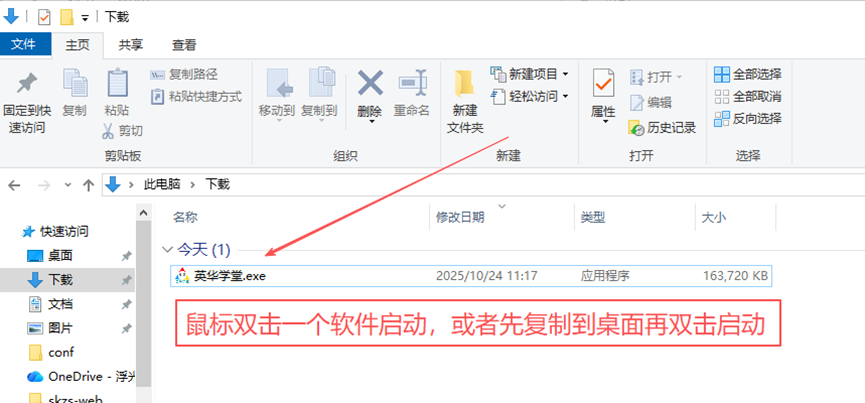 下载
文件
主页
共享
查看
固定到快
速访问
复制
粘贴
复制路径
粘贴快捷方式
剪切
剪贴板
移动到
复制到
删除
重命名
组织
新建
文件夹
新建项目
轻松访问
新建
属性
打开
编辑
历史记录
打开
全部选择
全部取消
反向选择
选择
此电脑 › 下载
快速访问
桌面
下载
文档
图片
conf
OneDrive - 浮
skzs-web
名称
修改日期
类型
大小
今天 (1)
英华学堂.exe
2025/10/24 11:17
应用程序
163,720 KB
鼠标双击一个软件启动，或者先复制到桌面再双击启动